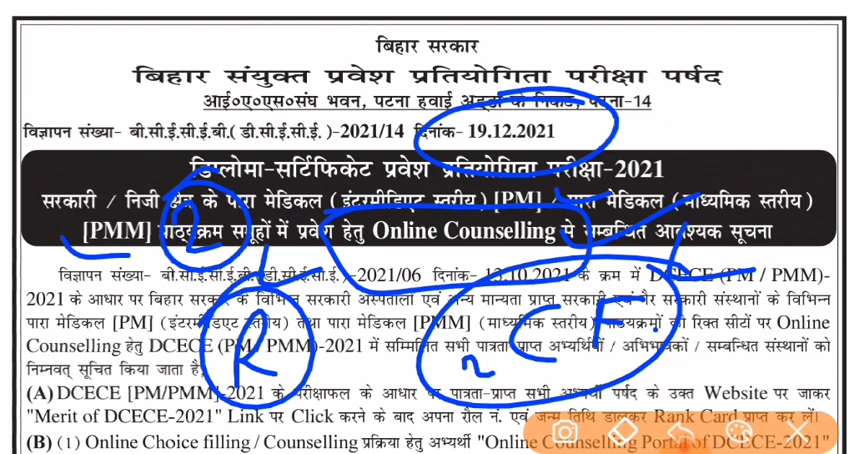 बिहार सरकार
बिहार संयुक्त प्रवेश प्रतियोगिता परीक्षा पर्षद
आई०ए०एस०संघ भवन, पटना हवाई अड्डा के निकट, पटना-14
विज्ञापन संख्या- बी.सी.ई.सी.ई.बी.( डी.सी.ई.सी.ई. )-2021/14 दिनांक- 19.12.2021
डिप्लोमा-सर्टिफिकेट प्रवेश प्रतियोगिता परीक्षा-2021
सरकारी / निजी क्षेत्र के पारा मेडिकल ( इंटरमीडिएट स्तरीय) [PM] / पारा मेडिकल ( माध्यमिक स्तरीय )
[PMM] पाठ्यक्रम समूहों में प्रवेश हेतु Online Counselling से सम्बन्धित आवश्यक सूचना
2
विज्ञापन संख्या- बी.सी.ई.सी.ई.बी.(डी.सी.ई.सी.ई.)-2021/06 दिनांक- 13.10.2021 के क्रम में DCECE (PM / PMM)-
2021 के आधार पर बिहार सरकार के विभिन्न सरकारी अस्पतालों एवं अन्य मान्यता प्राप्त सरकारी एवं गैर सरकारी संस्थानों के विभिन्न
पारा मेडिकल [PM] (इंटरमीडिएट स्तरीय) तथा पारा मेडिकल [PMM] (माध्यमिक स्तरीय) पाठ्यक्रमों की रिक्त सीटों पर Online
Counselling हेतु DCECE (PM/ PMM)-2021 में सम्मिलित सभी पात्रता प्राप्त अभ्यर्थियों / अभिभावकों / सम्बन्धित संस्थानों को
निम्नवत् सूचित किया जाता है,
R
2 CF
(A) DCECE [PM/PMM]-2021 के परीक्षाफल के आधार पर पात्रता-प्राप्त सभी अभ्यर्थी पर्षद के उक्त Website पर जाकर
"Merit of DCECE-2021" Link पर Click करने के बाद अपना रौल नं. एवं जन्म तिथि डालकर Rank Card प्राप्त कर लें।
(B) (1) Online Choice filling / Counselling प्रक्रिया हेतु अभ्यर्थी "Online Counselling Portal of DCECE-2021"